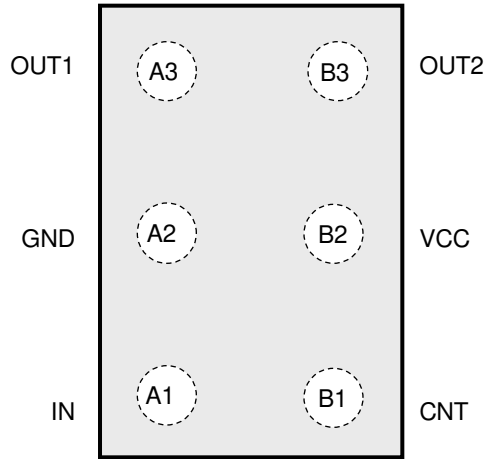 OUT1 A3 B3 OUT2
GND A2 B2 VCC
IN A1 B1 CNT